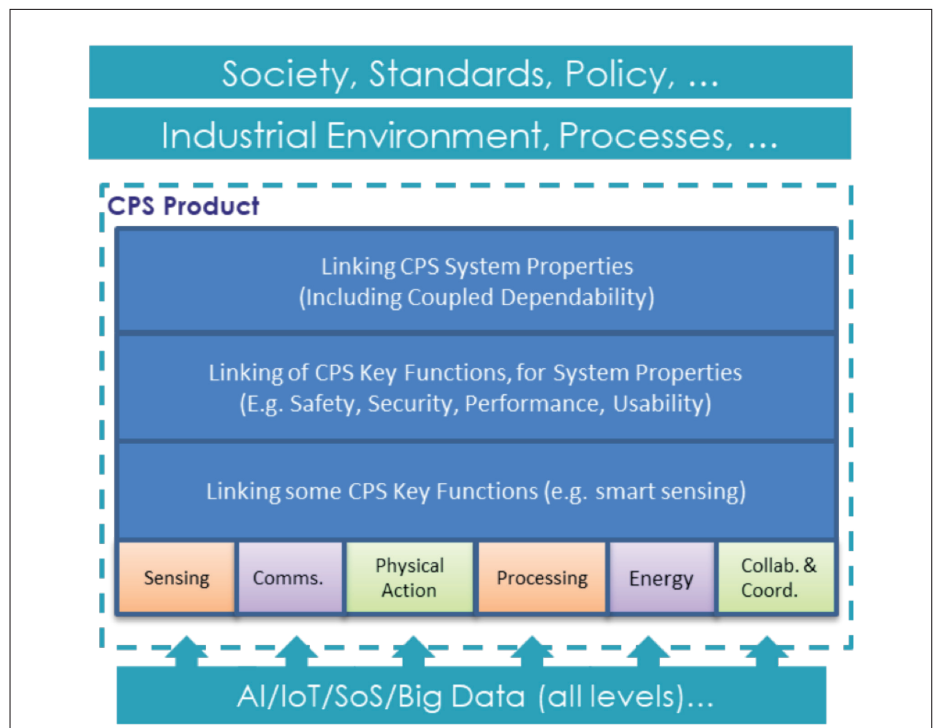 Society, Standards, Policy, ...
Industrial Environment, Processes, ...
CPS Product
Linking CPS System Properties
(Including Coupled Dependability)
Linking of CPS Key Functions, for System Properties
(E.g. Safety, Security, Performance, Usability)
Linking some CPS Key Functions (e.g. smart sensing)
Sensing
Comms.
Physical
Action
Processing
Energy
Collab. &
Coord.
AI/IoT/SoS/Big Data (all levels)...